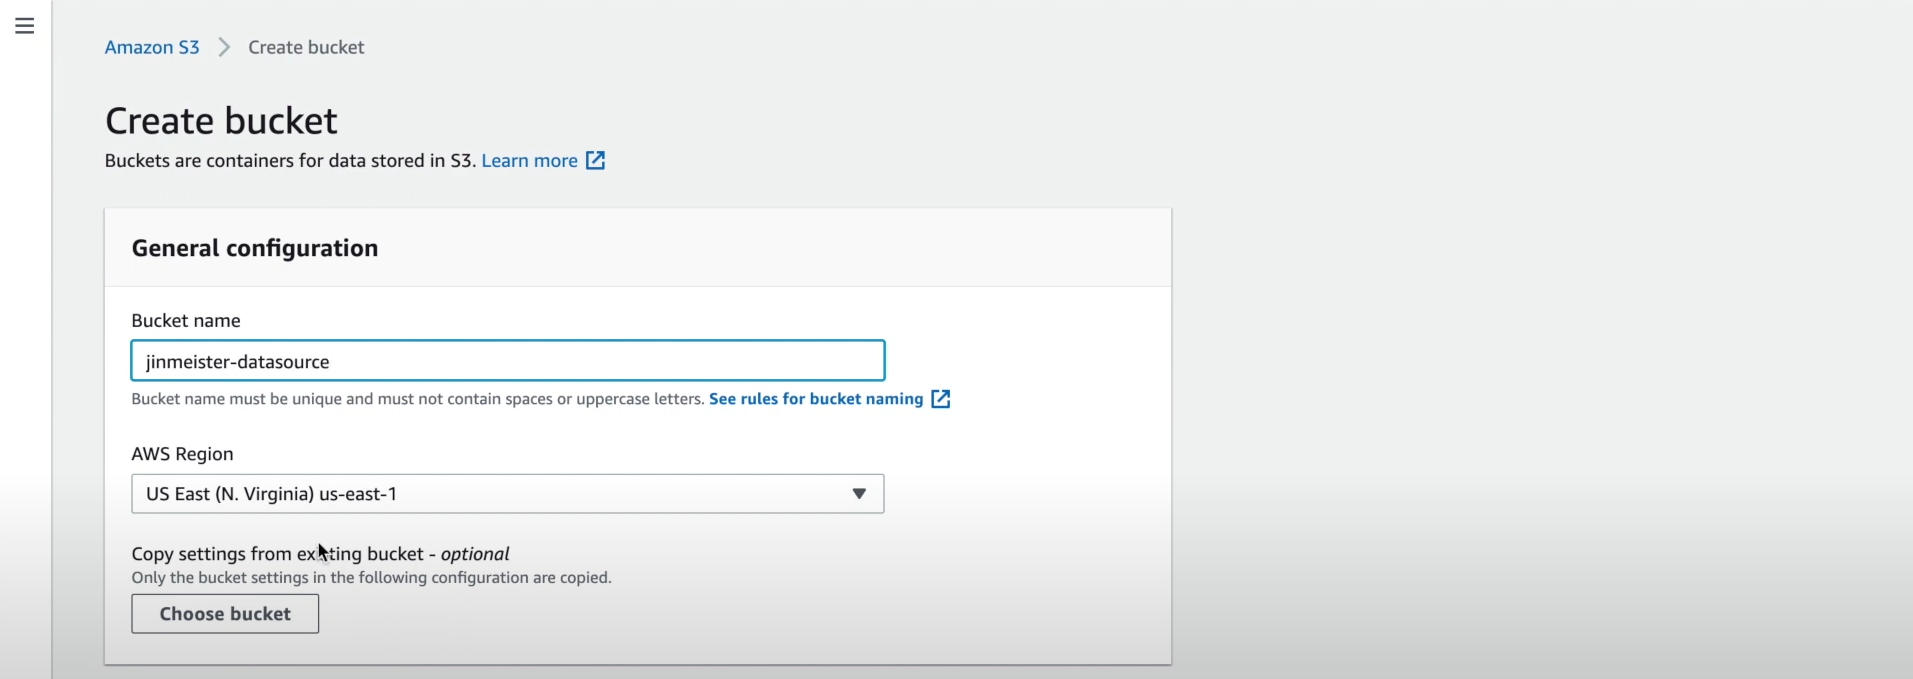 Amazon S3 > Create bucket
Create bucket
Buckets are containers for data stored in S3. Learn more
General configuration
Bucket name
jinmeister-datasource
Bucket name must be unique and must not contain spaces or uppercase letters. See rules for bucket naming
AWS Region
US East (N. Virginia) us-east-1
Copy settings from existing bucket - optional
Only the bucket settings in the following configuration are copied.
Choose bucket